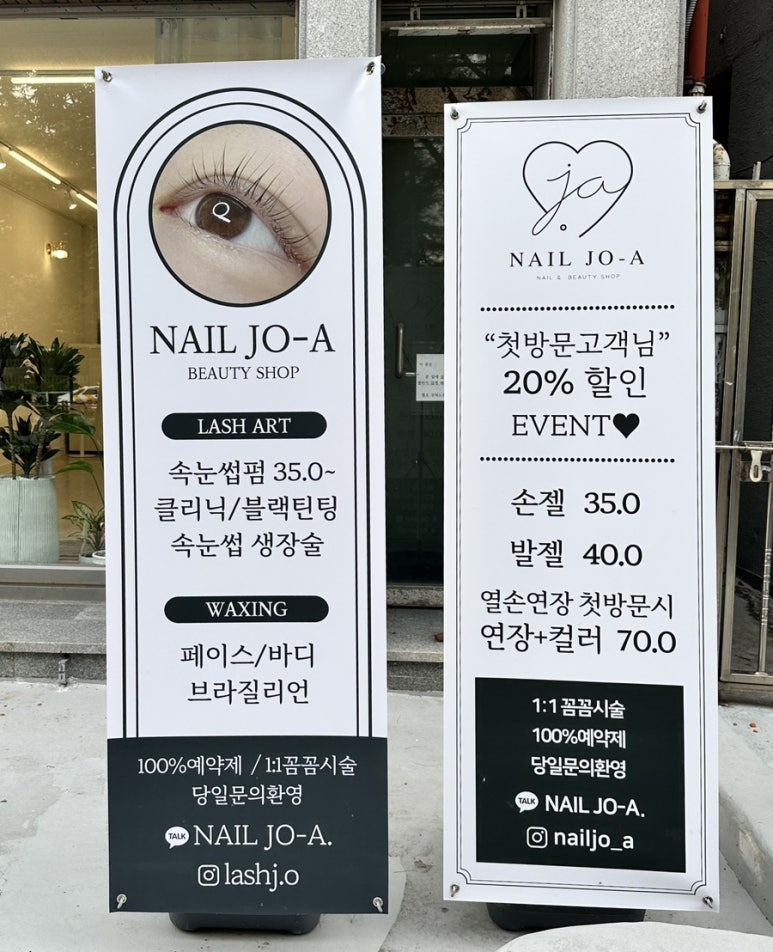 NAIL JO-A
BEAUTY SHOP
LASH ART
속눈썹펌 35.0~
클리닉/블랙틴팅
속눈썹 생장술
WAXING
페이스/바디
브라질리언
100%예약제 / 1:1꼼꼼시술
당일문의환영
TALK NAIL JO-A.
lashj.o
ja
NAIL JO-A
NAIL & BEAUTY SHOP
“첫방문고객님”
20% 할인
EVENT♥
손젤 35.0
발젤 40.0
열손연장 첫방문시
연장+컬러 70.0
1:1 꼼꼼시술
100%예약제
당일문의환영
TALK NAIL JO-A.
nailjo_a